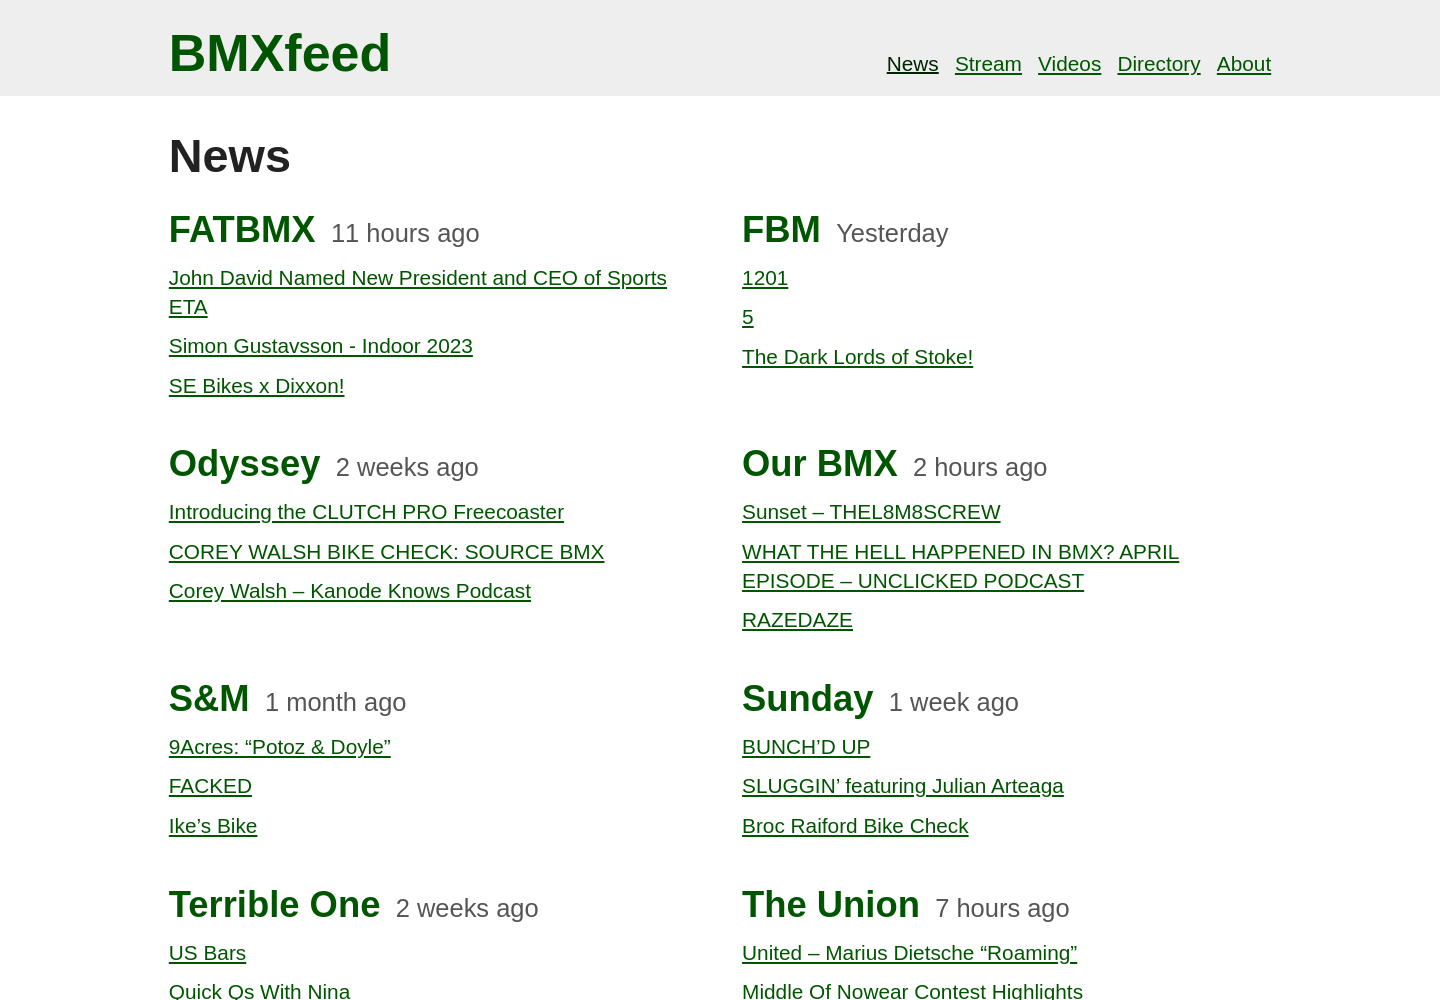 BMXfeed
News Stream Videos Directory About
News
FATBMX 11 hours ago
John David Named New President and CEO of Sports
ETA
Simon Gustavsson - Indoor 2023
SE Bikes x Dixxon!
FBM Yesterday
1201
5
The Dark Lords of Stoke!
Odyssey 2 weeks ago
Introducing the CLUTCH PRO Freecoaster
COREY WALSH BIKE CHECK: SOURCE BMX
Corey Walsh – Kanode Knows Podcast
Our BMX 2 hours ago
Sunset – THEL8M8SCREW
WHAT THE HELL HAPPENED IN BMX? APRIL
EPISODE – UNCLICKED PODCAST
RAZEDAZE
S&M 1 month ago
9Acres: “Potoz & Doyle”
FACKED
Ike’s Bike
Sunday 1 week ago
BUNCH’D UP
SLUGGIN’ featuring Julian Arteaga
Broc Raiford Bike Check
Terrible One 2 weeks ago
US Bars
Quick Qs With Nina
The Union 7 hours ago
United – Marius Dietsche “Roaming”
Middle Of Nowear Contest Highlights